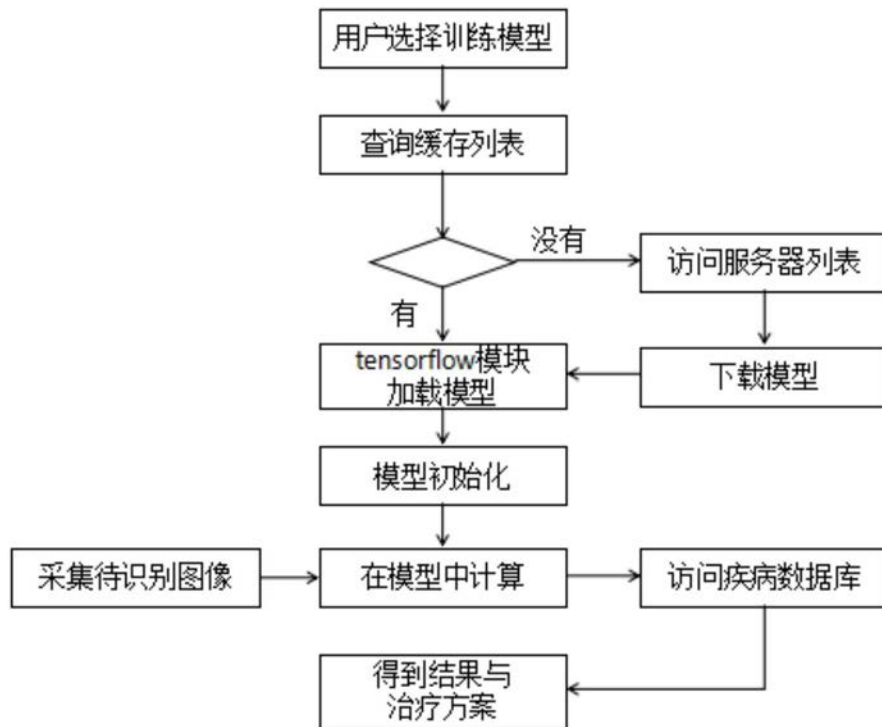 用户选择训练模型
查询缓存列表
没有
访问服务器列表
有
tensorflow模块
加载模型
下载模型
模型初始化
采集待识别图像
在模型中计算
访问疾病数据库
得到结果与
治疗方案